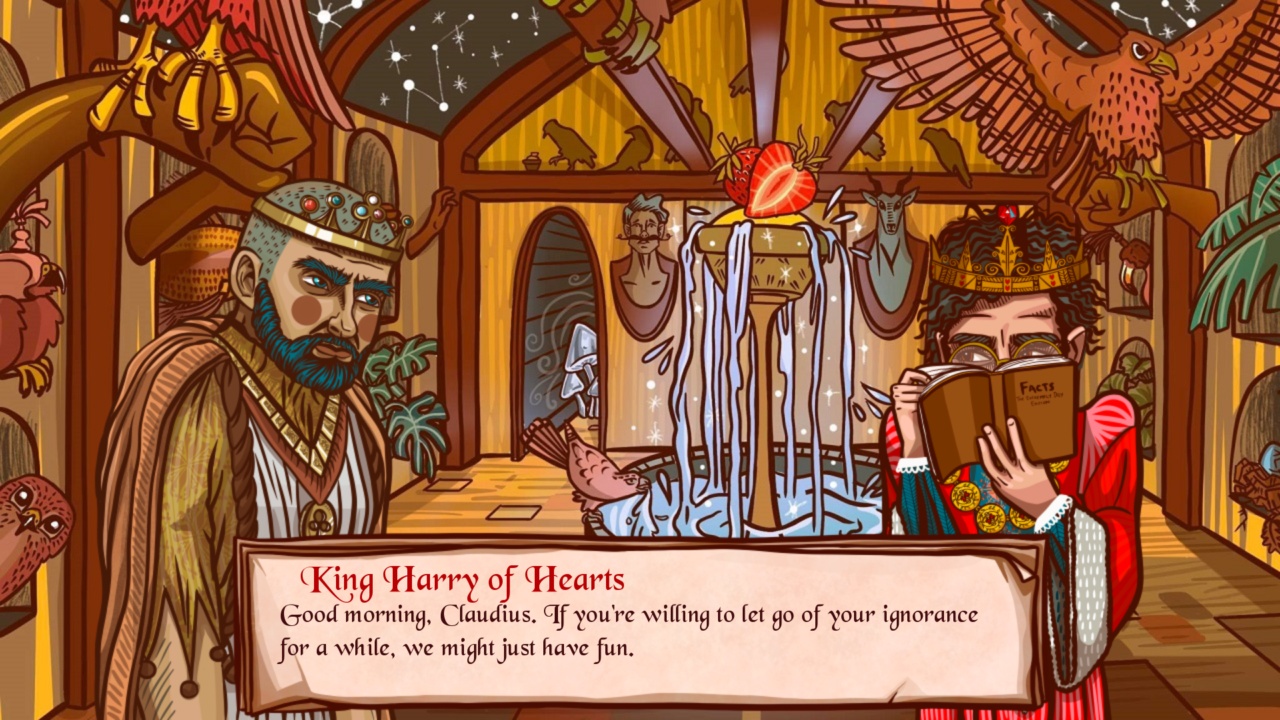 FACTS
King Harry of Hearts
Good morning, Claudius. If you're willing to let go of your ignorance
for a while, we might just have fun.